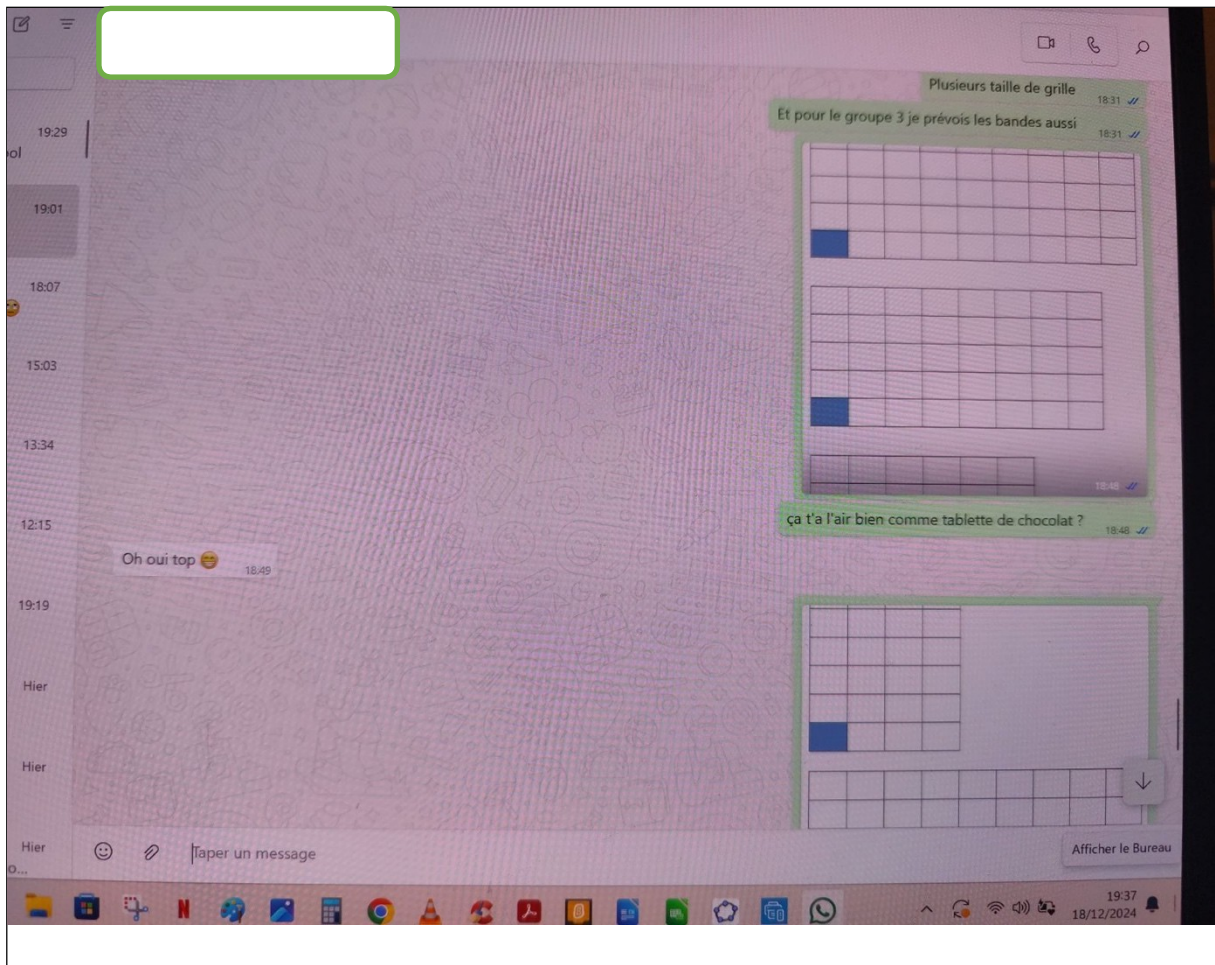 Plusieurs taille de grille
18:31
Et pour le groupe 3 je prévois les bandes aussi
18:31
19:29
ool
19:01
18:07
15:03
18:48
13:34
ça t'a l'air bien comme tablette de chocolat ?
18:48
12:15
Oh oui top
18:49
19:19
Hier
Hier
Hier
o...
Taper un message
Afficher le Bureau
N
19:37
18/12/2024